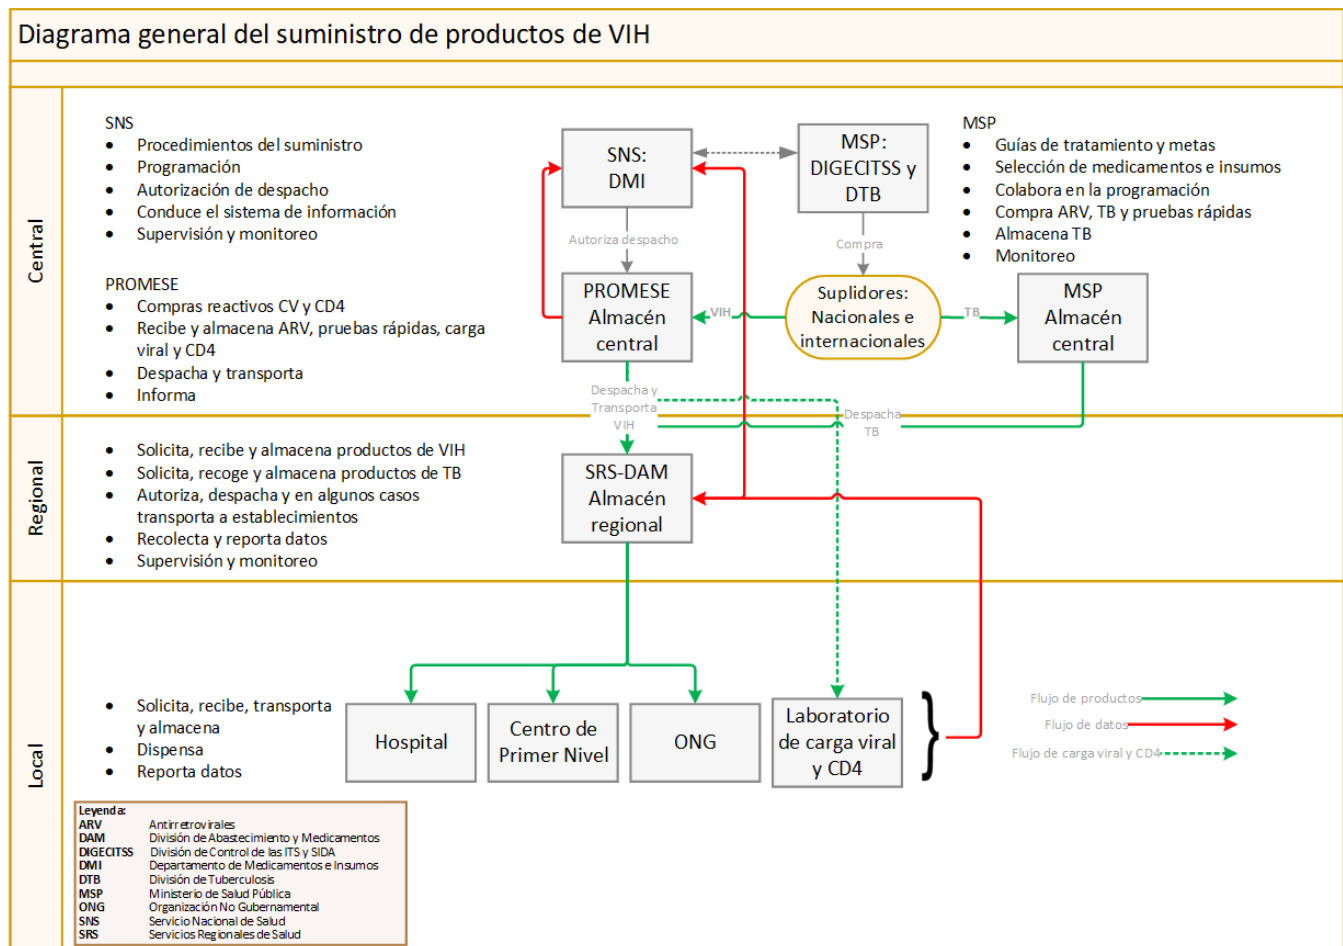 Diagrama general del suministro de productos de VIH
Central
SNS
• Procedimientos del suministro
• Programación
• Autorización de despacho
• Conduce el sistema de información
• Supervisión y monitoreo
PROMESE
• Compras reactivos CV y CD4
• Recibe y almacena ARV, pruebas rápidas, carga
viral y CD4
• Despacha y transporta
• Informa
SNS:
DMI
MSP:
DIGECITSS y
DTB
MSP
• Guías de tratamiento y metas
• Selección de medicamentos e insumos
• Colabora en la programación
• Compra ARV, TB y pruebas rápidas
• Almacena TB
• Monitoreo
Autoriza despacho
Compra
PROMESE
Almacén
central
VIH
Suplidores:
Nacionales e
internacionales
TB
MSP
Almacén
central
Despacha y
Transporta
VIH
Despacha
TB
Regional
• Solicita, recibe y almacena productos de VIH
• Solicita, recoge y almacena productos de TB
• Autoriza, despacha y en algunos casos
transporta a establecimientos
• Recolecta y reporta datos
• Supervisión y monitoreo
SRS-DAM
Almacén
regional
Local
• Solicita, recibe, transporta
y almacena
• Dispensa
• Reporta datos
Hospital
Centro de
Primer Nivel
ONG
Laboratorio
de carga viral
y CD4
}
Flujo de productos
Flujo de datos
Flujo de carga viral y CD4
Leyenda:
ARV Antirretrovirales
DAM División de Abastecimiento y Medicamentos
DIGECITSS División de Control de las ITS y SIDA
DMI Departamento de Medicamentos e Insumos
DTB División de Tuberculosis
MSP Ministerio de Salud Pública
ONG Organización No Gubernamental
SNS Servicio Nacional de Salud
SRS Servicios Regionales de Salud